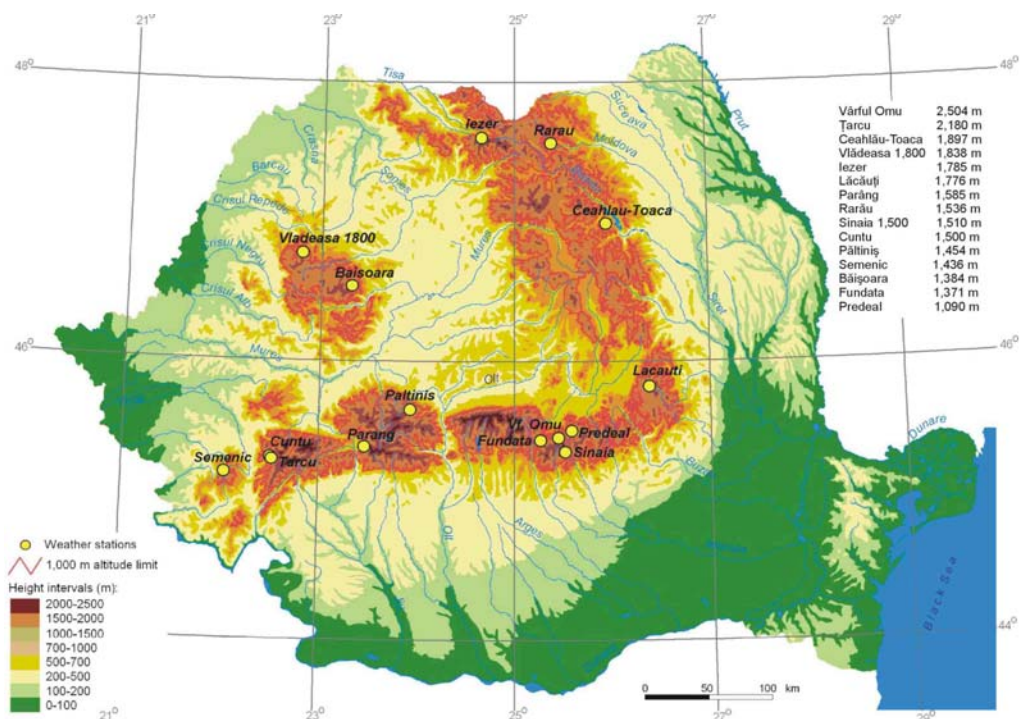 21° 23° 25° 27° 29°
48° 48°
Tisa
Iezer
Rarau
Suceava
Moldova
Prut
Crasna
Barcau
Somes
Crisul Repede
Ceahlau-Toaca
Vladeasa 1800
Crisul Negru
Mures
Baisoara
Siret
Crisul Alb
Vârful Omu 2,504 m
Țarcu 2,180 m
Ceahlău-Toaca 1,897 m
Vlădeasa 1,800 1,838 m
Iezer 1,785 m
Lăcăuți 1,776 m
Parâng 1,585 m
Rarău 1,536 m
Sinaia 1,500 1,510 m
Cuntu 1,500 m
Păltiniș 1,454 m
Semenic 1,436 m
Băișoara 1,384 m
Fundata 1,371 m
Predeal 1,090 m
46° 46°
Mures
Olt
Lacauti
Paltinis
Vf. Omu
Predeal
Fundata
Sinaia
Cuntu
Parang
Semenic
Tarcu
Dunare
Buzau
Arges
Olt
Black Sea
Weather stations
1,000 m altitude limit
Height intervals (m):
2000-2500
1500-2000
1000-1500
700-1000
500-700
200-500
100-200
0-100
44°
0 50 100 km
21° 23° 25° 27° 29°